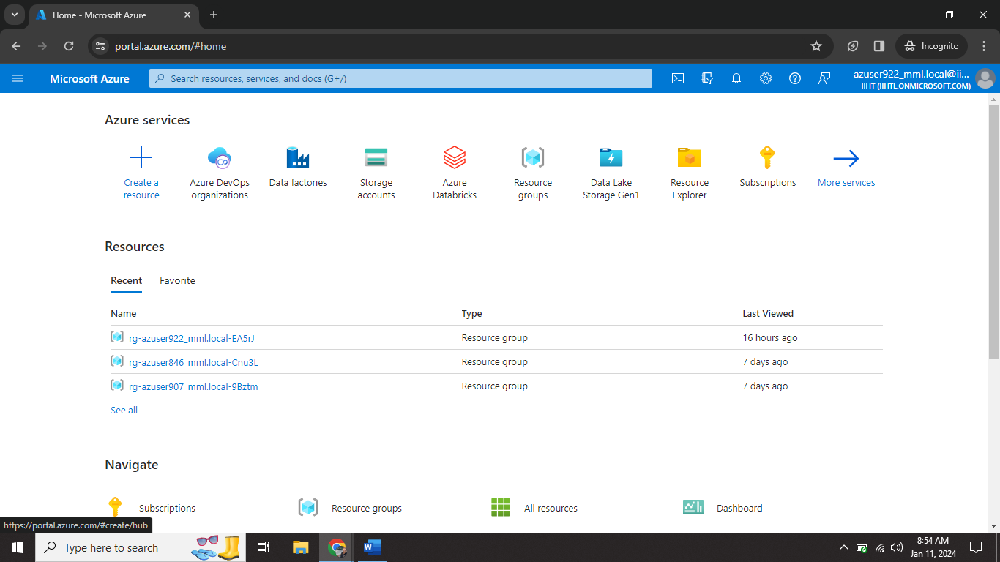 Home - Microsoft Azure
portal.azure.com/#home
Incognito
Microsoft Azure
Search resources, services, and docs (G+/)
azuser922_mml.local@ii...
IIHT (IIHTL.ONMICROSOFT.COM)
Azure services
Create a resource
Azure DevOps organizations
Data factories
Storage accounts
Azure Databricks
Resource groups
Data Lake Storage Gen1
Resource Explorer
Subscriptions
More services
Resources
Recent Favorite
Name Type Last Viewed
rg-azuser922_mml.local-EA5rJ Resource group 16 hours ago
rg-azuser846_mml.local-Cnu3L Resource group 7 days ago
rg-azuser907_mml.local-9Bztm Resource group 7 days ago
See all
Navigate
Subscriptions Resource groups All resources Dashboard
https://portal.azure.com/#create/hub
Type here to search
8:54 AM
Jan 11, 2024